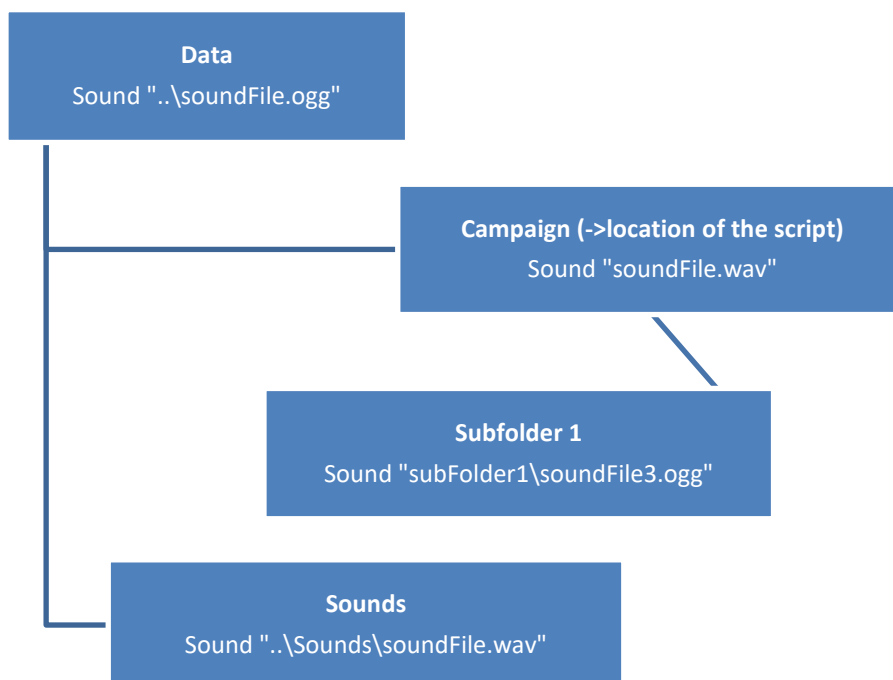 Data
Sound "..\soundFile.ogg"
Campaign (->location of the script)
Sound "soundFile.wav"
Subfolder 1
Sound "subFolder1\soundFile3.ogg"
Sounds
Sound "..\Sounds\soundFile.wav"